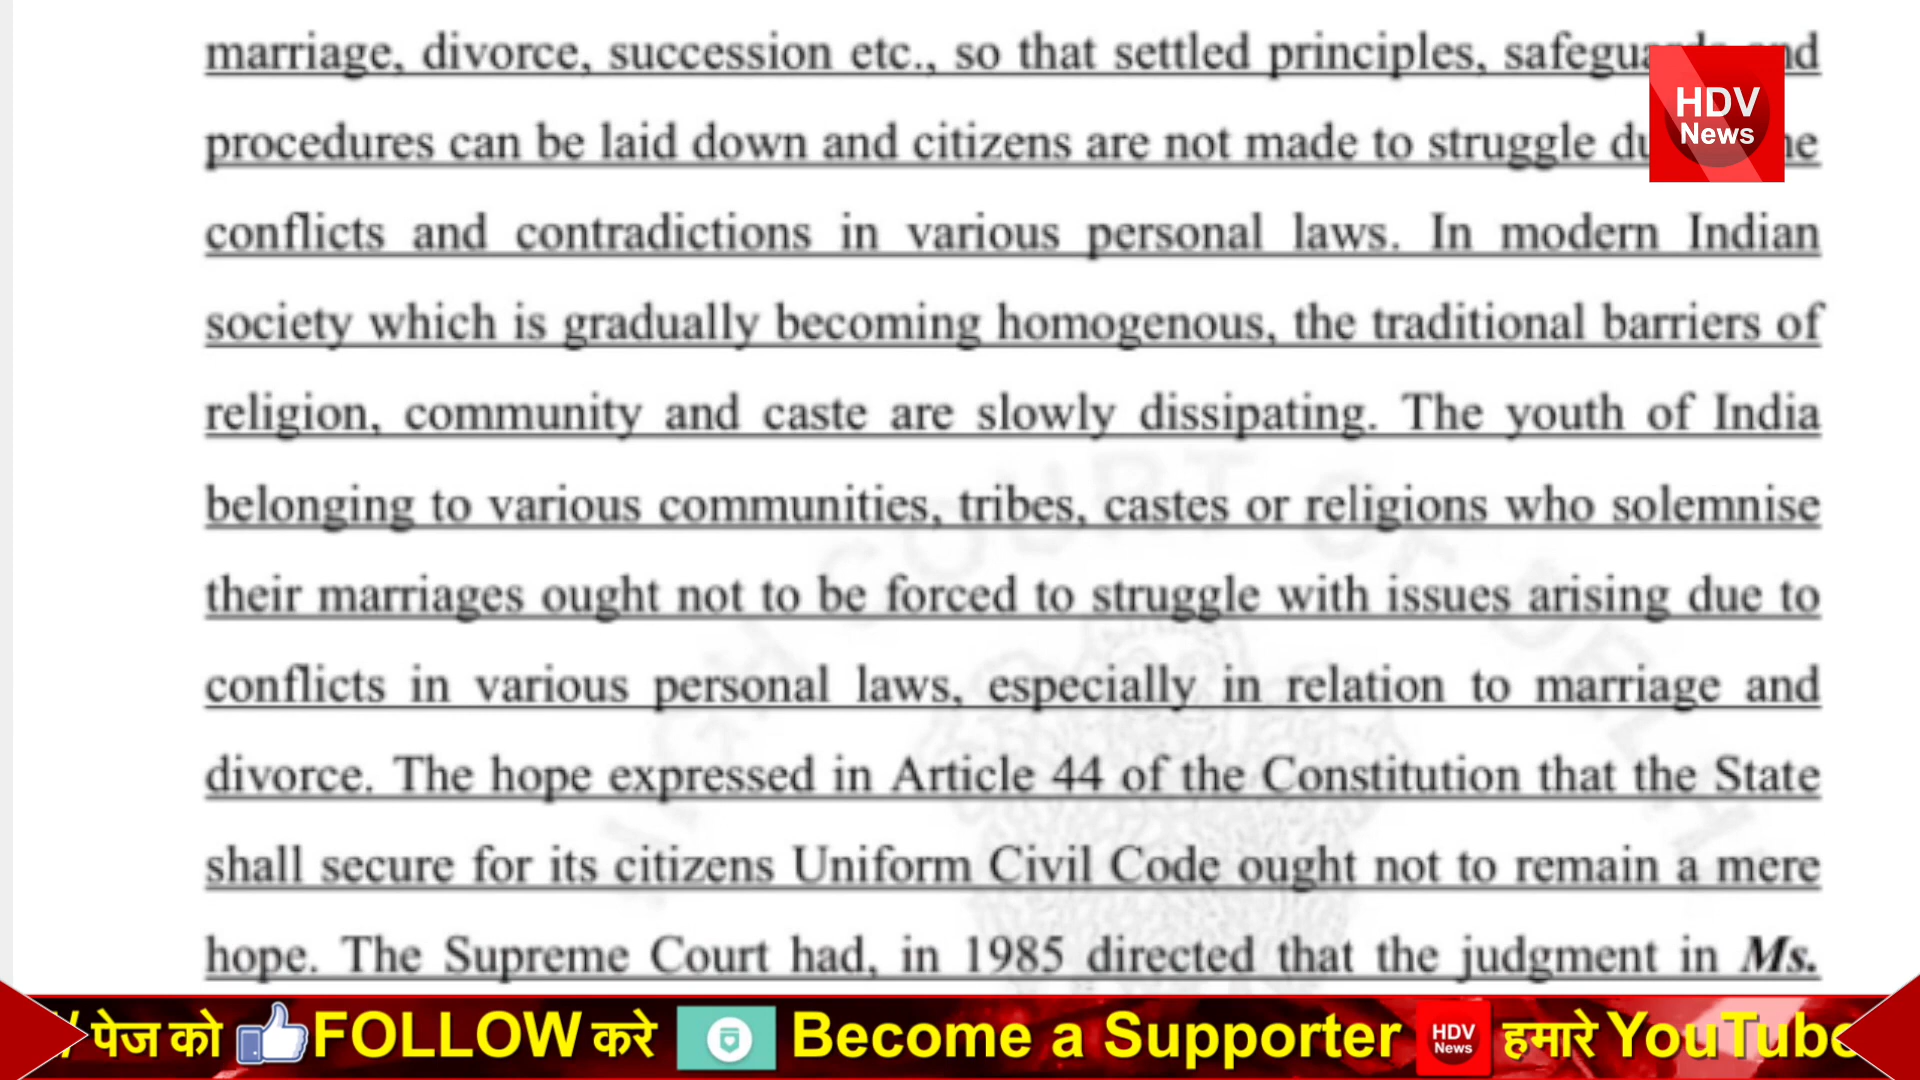 marriage, divorce, succession etc., so that settled principles, and
procedures can be laid down and citizens are not made to struggle
conflicts and contradictions in various personal laws. In modern Indian
society which is gradually becoming homogenous, the traditional barriers of
religion, community and caste are slowly dissipating. The youth of India
belonging to various communities, tribes, castes or religions who solemnise
their marriages ought not to be forced to struggle with issues arising due to
conflicts in various personal laws, especially in relation to marriage and
divorce. The hope expressed in Article 44 of the Constitution that the State
shall secure for its citizens Uniform Civil Code ought not to remain a mere
hope. The Supreme Court had, in 1985 directed that the judgment in Ms.
HDV
News
HIGH COURT OF DELHI
पेज को FOLLOW करे Become a Supporter HDV News हमारे YouTube